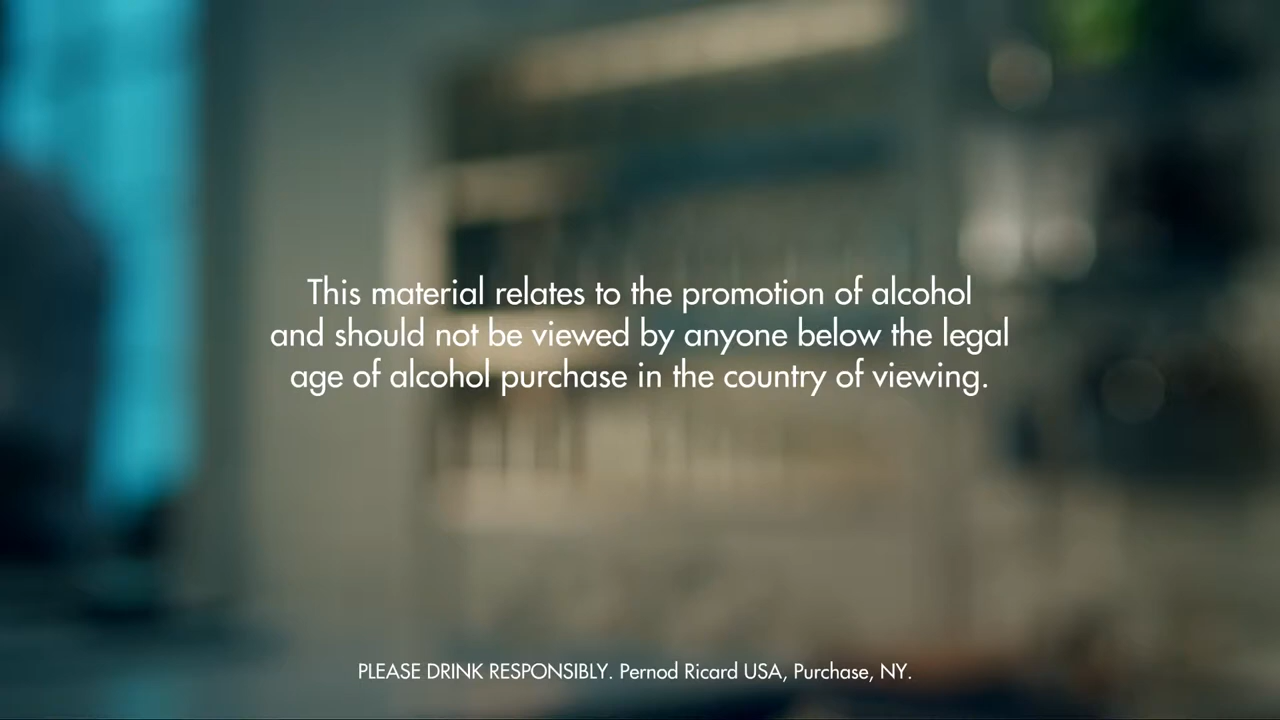 This material relates to the promotion of alcohol
and should not be viewed by anyone below the legal
age of alcohol purchase in the country of viewing.
PLEASE DRINK RESPONSIBLY. Pernod Ricard USA, Purchase, NY.